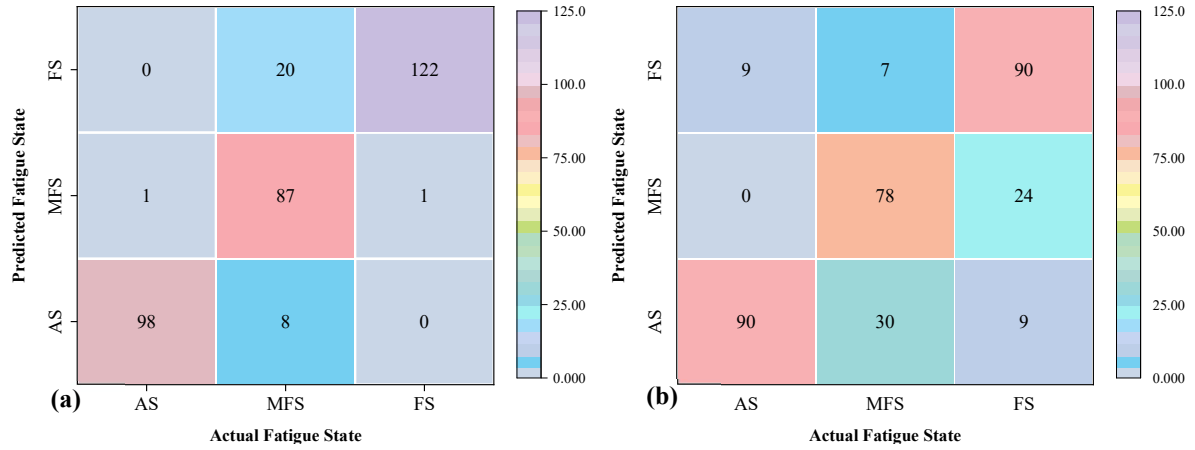 Predicted Fatigue State
FS
MFS
AS
0 20 122
1 87 1
98 8 0
AS MFS FS
Actual Fatigue State
(a)
125.0
100.0
75.00
50.00
25.00
0.000
Predicted Fatigue State
FS
MFS
AS
9 7 90
0 78 24
90 30 9
AS MFS FS
Actual Fatigue State
(b)
125.0
100.0
75.00
50.00
25.00
0.000